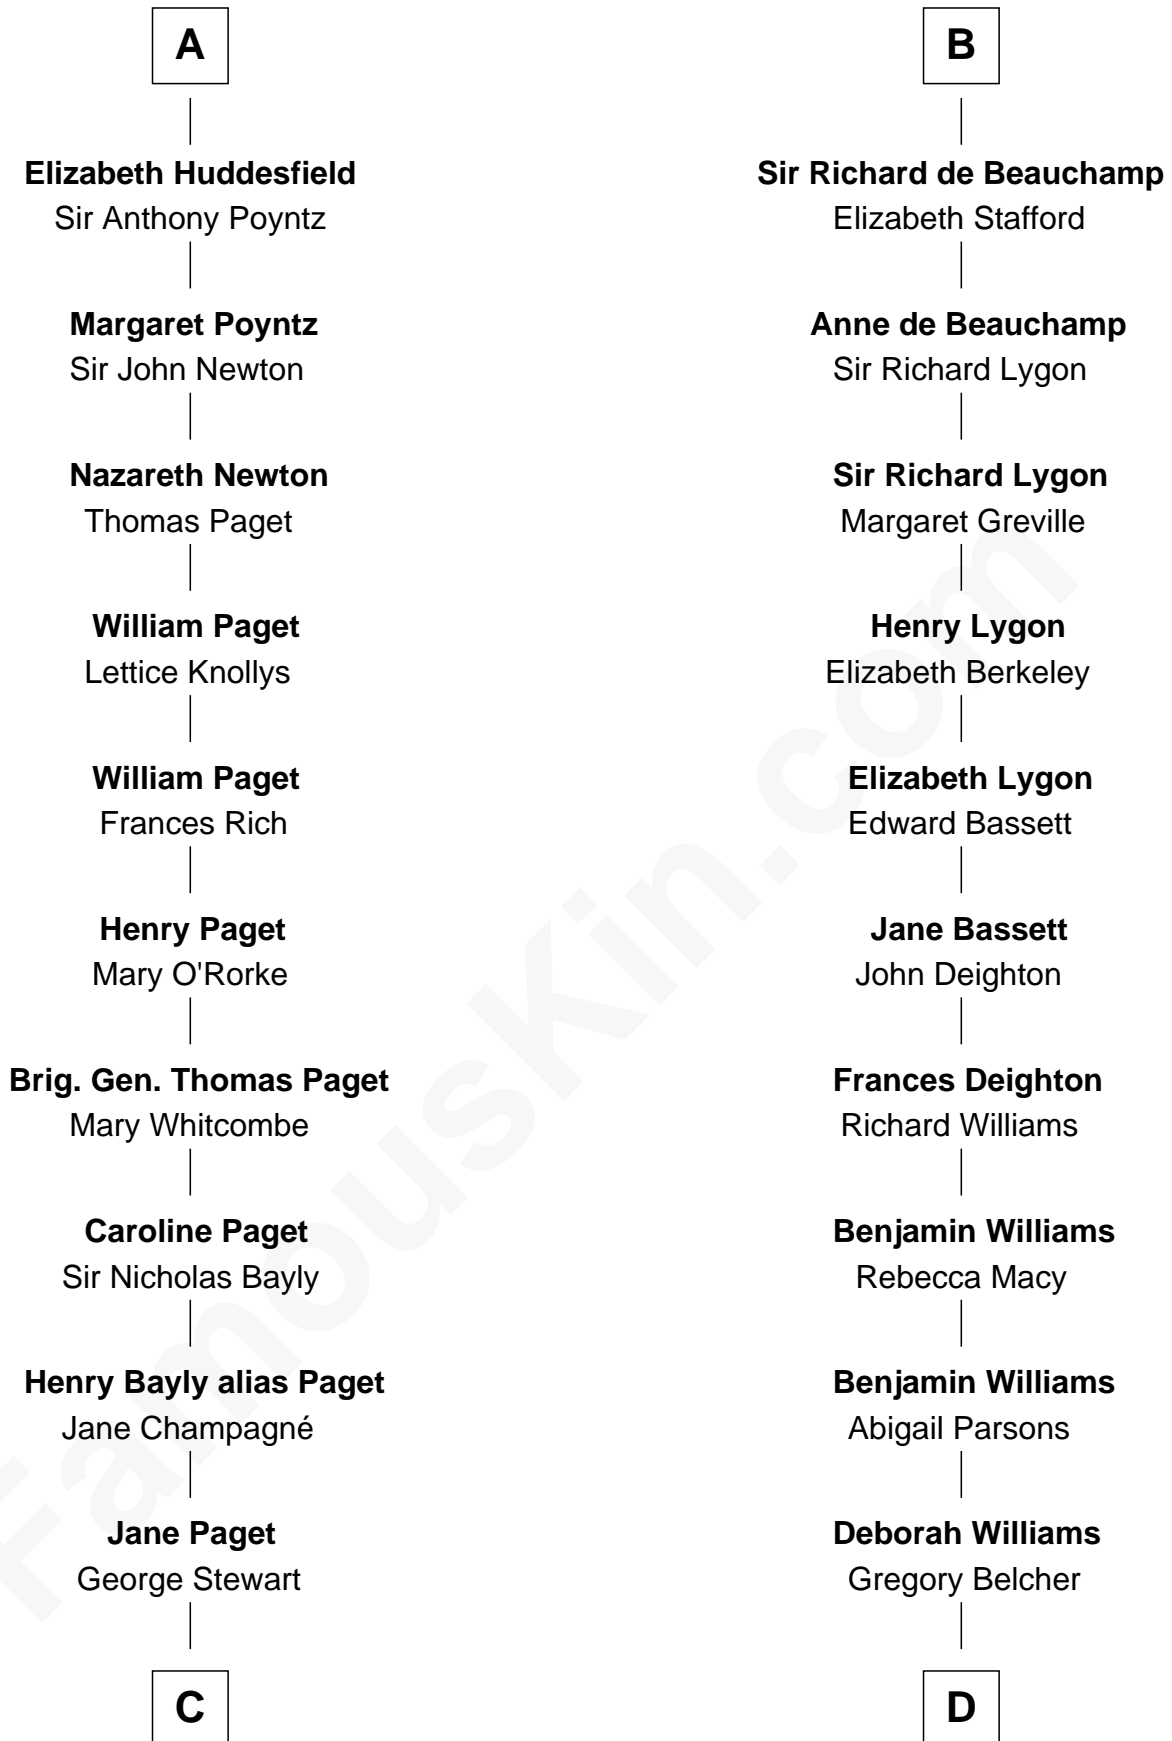 A
Elizabeth Huddesfield
Sir Anthony Poyntz
Margaret Poyntz
Sir John Newton
Nazareth Newton
Thomas Paget
William Paget
Lettice Knollys
William Paget
Frances Rich
Henry Paget
Mary O'Rorke
Brig. Gen. Thomas Paget
Mary Whitcombe
Caroline Paget
Sir Nicholas Bayly
Henry Bayly alias Paget
Jane Champagné
Jane Paget
George Stewart
C
B
Sir Richard de Beauchamp
Elizabeth Stafford
Anne de Beauchamp
Sir Richard Lygon
Sir Richard Lygon
Margaret Greville
Henry Lygon
Elizabeth Berkeley
Elizabeth Lygon
Edward Bassett
Jane Bassett
John Deighton
Frances Deighton
Richard Williams
Benjamin Williams
Rebecca Macy
Benjamin Williams
Abigail Parsons
Deborah Williams
Gregory Belcher
D
FamousKin.com